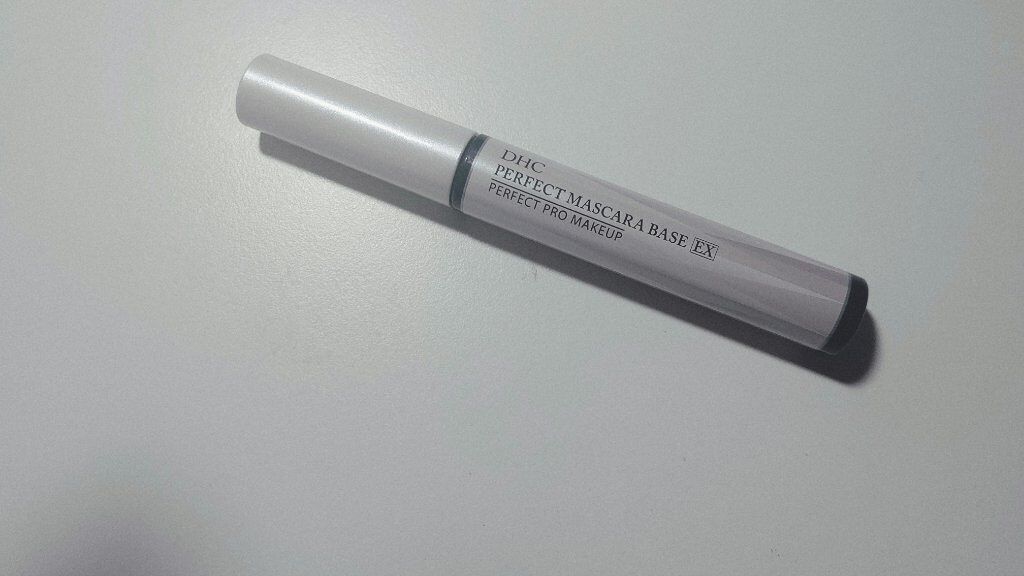 DHC
PERFECT MASCARA BASE EX
PERFECT PRO MAKEUP